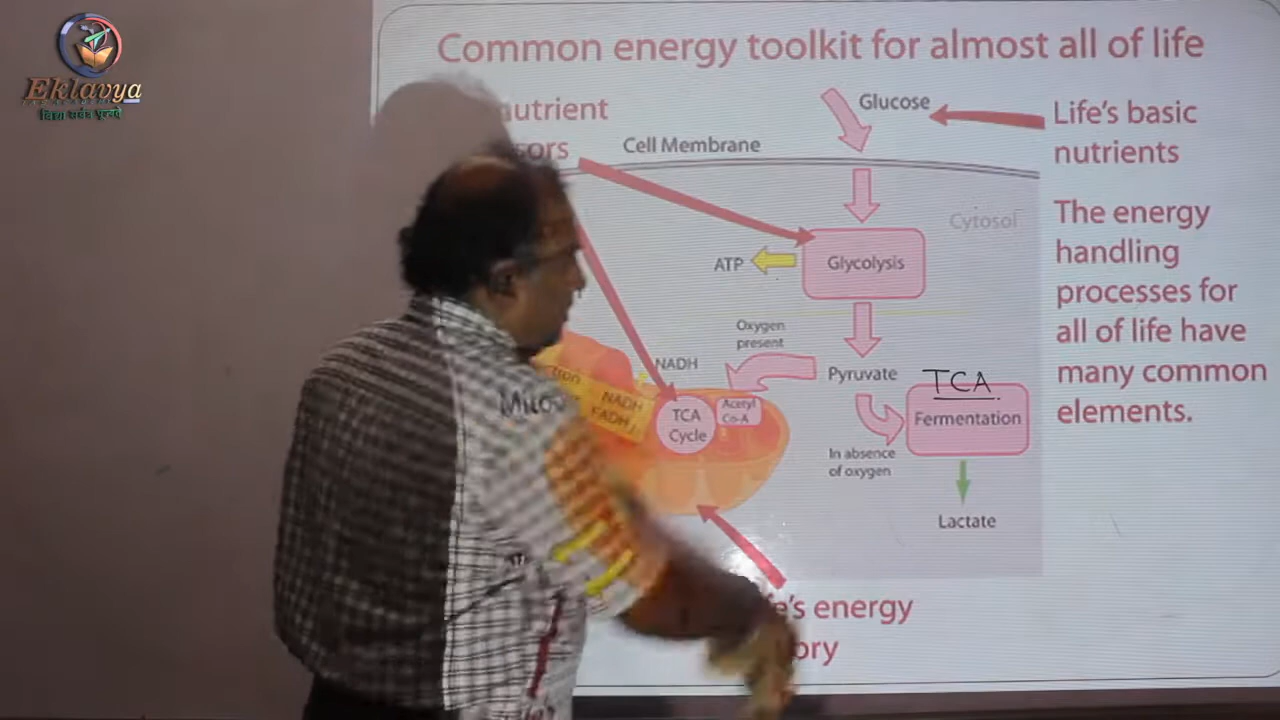 Eklavya
Common energy toolkit for almost all of life
nutrient
Glucose
Life's basic
nutrients
Cell Membrane
Cytosol
The energy
handling
processes for
all of life have
many common
elements.
ATP
Glycolysis
Oxygen
present
NADH
Pyruvate
TCA
NADH
FADH
TCA
Cycle
Acetyl
Co-A
Fermentation
In absence
of oxygen
Lactate
energy